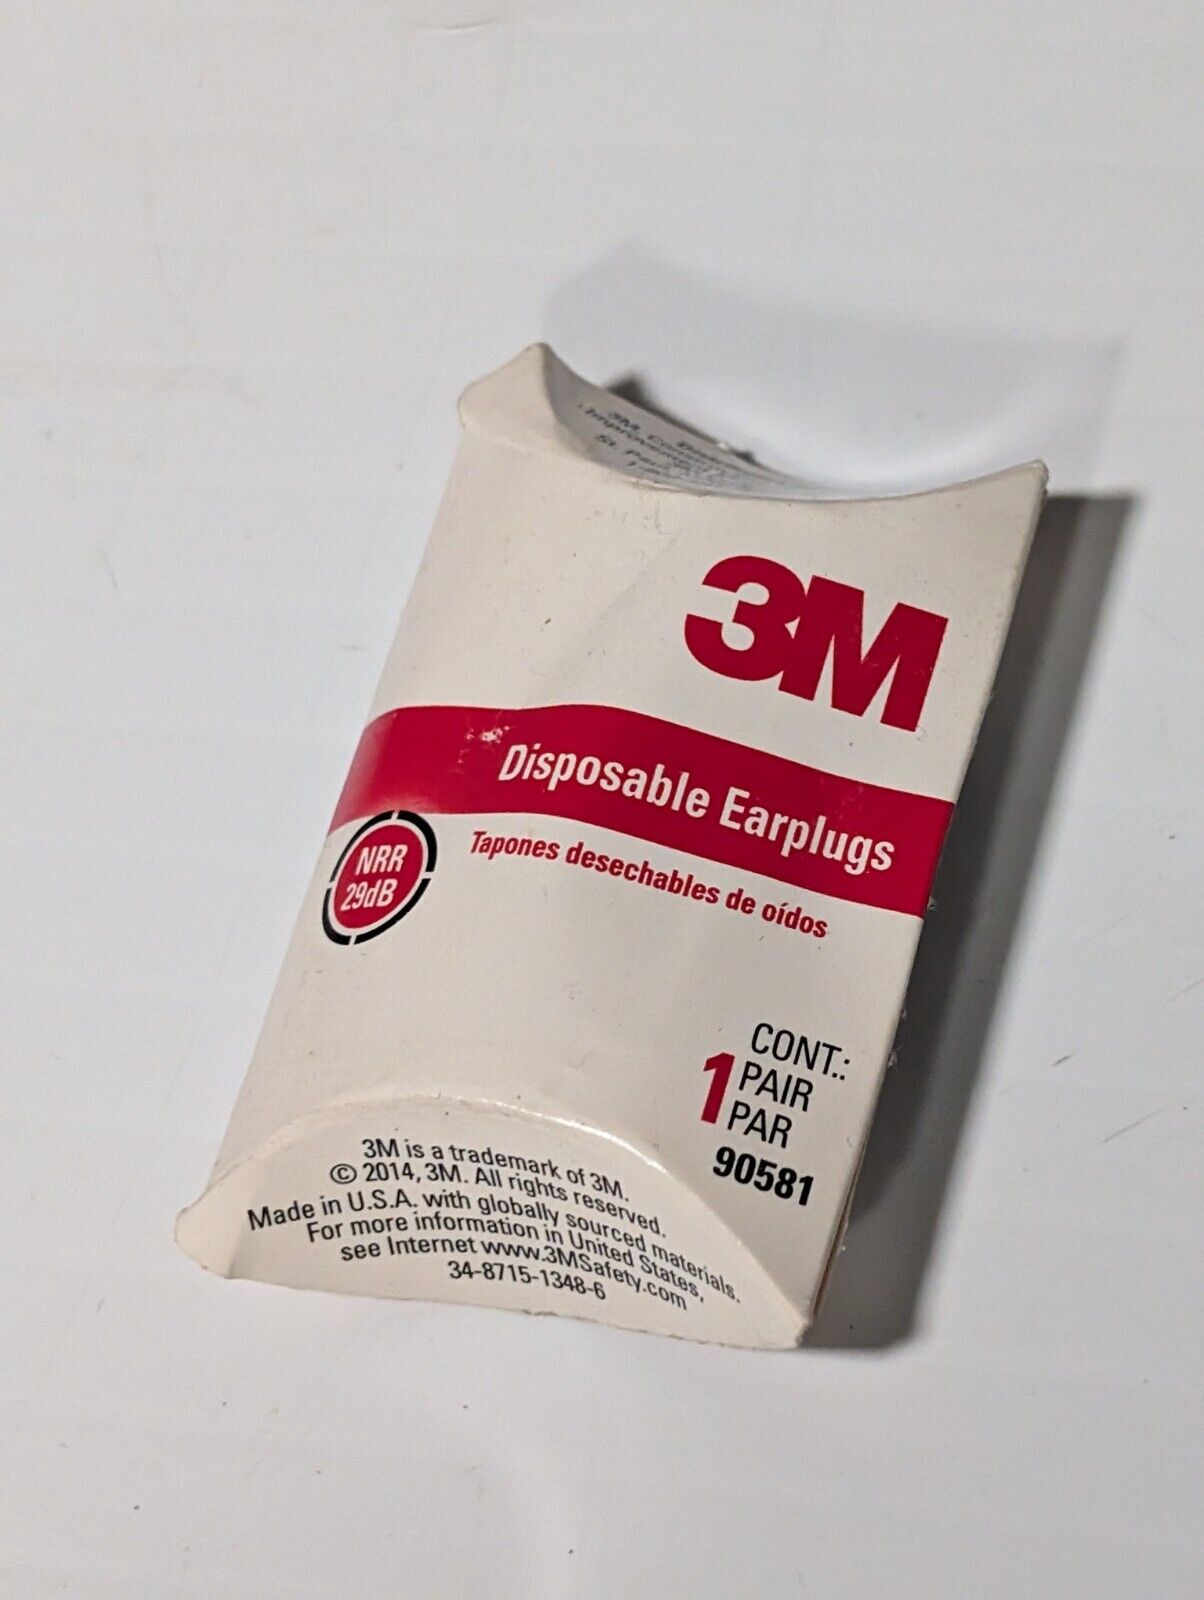 3M
Disposable Earplugs
Tapones desechables de oídos
NRR
29dB
CONT.:
1 PAIR
PAR
90581
3M is a trademark of 3M.
© 2014, 3M. All rights reserved.
Made in U.S.A. with globally sourced materials.
For more information in United States,
see Internet www.3MSafety.com
34-8715-1348-6